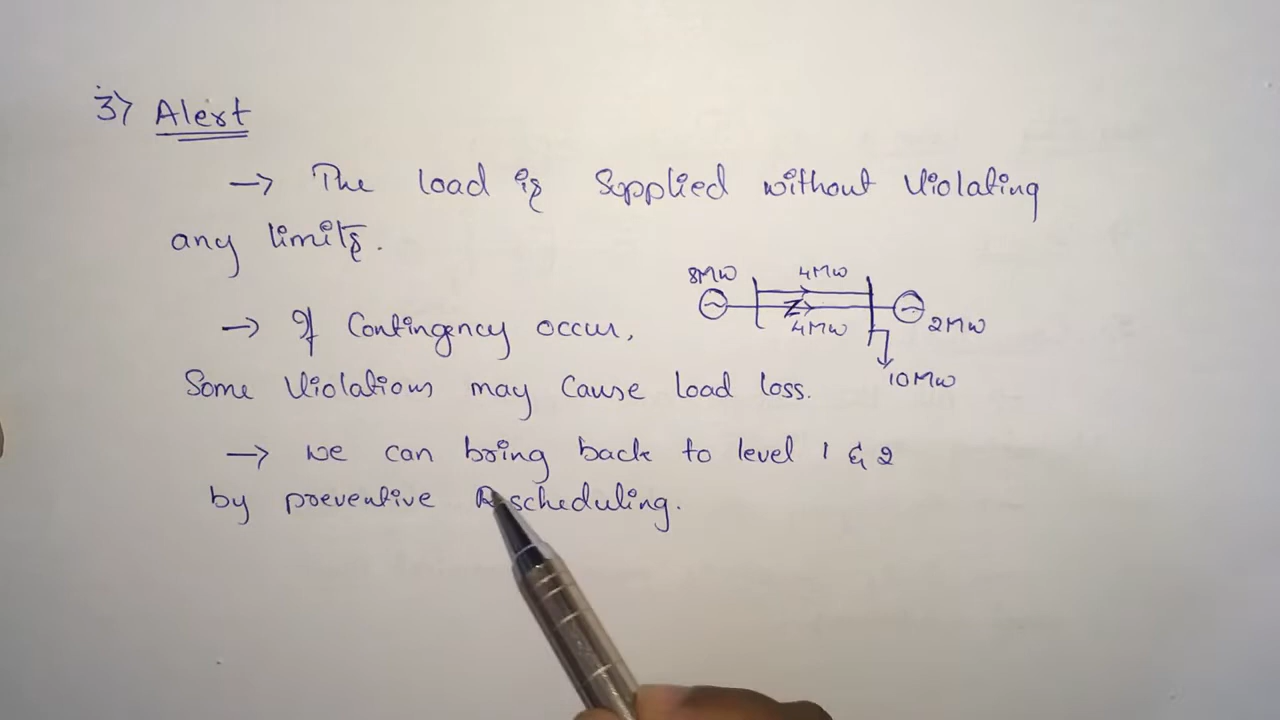 3) Alert
→ The load is supplied without violating
any limits.
8MW 4MW
4MW 2MW
10MW
→ If Contingency occur,
Some Violations may cause load loss.
→ we can bring back to level 1 & 2
by preventive Rescheduling.